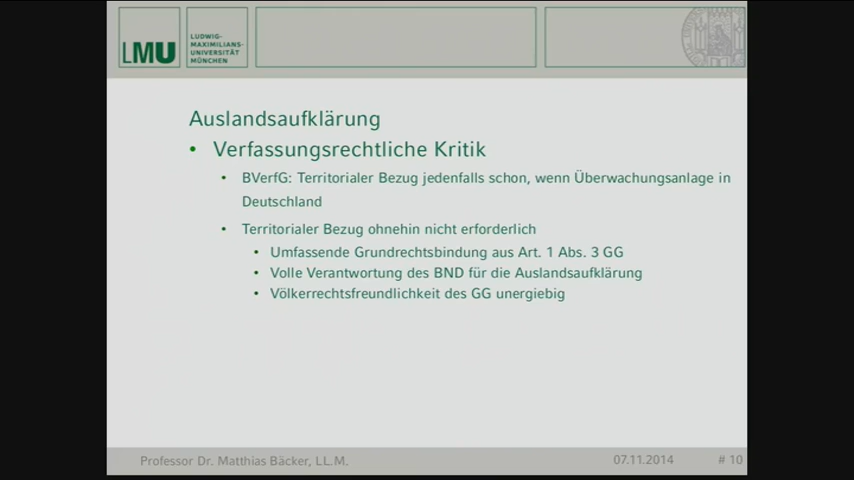 LMU
LUDWIG-
MAXIMILIANS-
UNIVERSITÄT
MÜNCHEN
Auslandsaufklärung
• Verfassungsrechtliche Kritik
• BVerfG: Territorialer Bezug jedenfalls schon, wenn Überwachungsanlage in
Deutschland
• Territorialer Bezug ohnehin nicht erforderlich
• Umfassende Grundrechtsbindung aus Art. 1 Abs. 3 GG
• Volle Verantwortung des BND für die Auslandsaufklärung
• Völkerrechtsfreundlichkeit des GG unergiebig
Professor Dr. Matthias Bäcker, LL.M.
07.11.2014
# 10